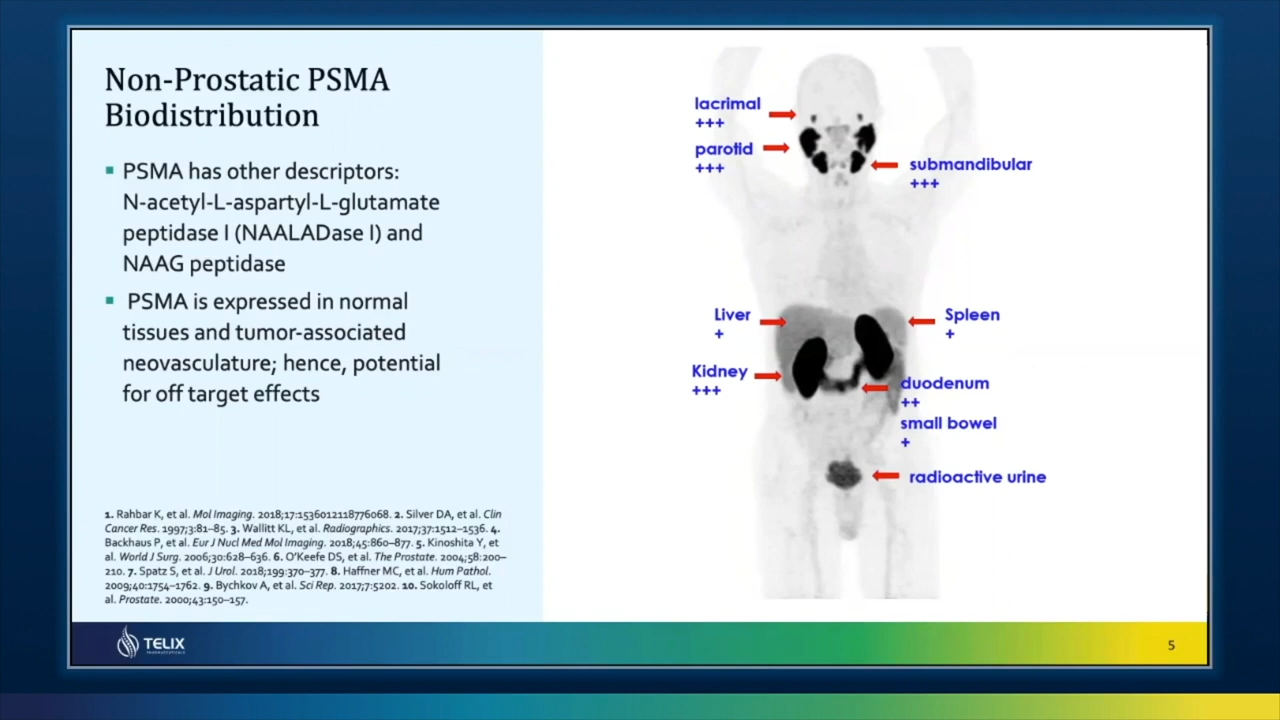 Non-Prostatic PSMA
Biodistribution
▪ PSMA has other descriptors:
N-acetyl-L-aspartyl-L-glutamate
peptidase I (NAALADase I) and
NAAG peptidase
▪ PSMA is expressed in normal
tissues and tumor-associated
neovasculature; hence, potential
for off target effects
1. Rahbar K, et al. Mol Imaging. 2018;17:1536012118776068. 2. Silver DA, et al. Clin
Cancer Res. 1997;3:81–85. 3. Wallitt KL, et al. Radiographics. 2017;37:1512–1536. 4.
Backhaus P, et al. Eur J Nucl Med Mol Imaging. 2018;45:860–877. 5. Kinoshita Y, et
al. World J Surg. 2006;30:628–636. 6. O'Keefe DS, et al. The Prostate. 2004;58:200–
210. 7. Spatz S, et al. J Urol. 2018;199:370–377. 8. Haffner MC, et al. Hum Pathol.
2009;40:1754–1762. 9. Bychkov A, et al. Sci Rep. 2017;7:5202. 10. Sokoloff RL, et
al. Prostate. 2000;43:150–157.
lacrimal
+++
parotid
+++
submandibular
+++
Liver
+
Spleen
+
Kidney
+++
duodenum
++
small bowel
+
radioactive urine
TELIX
PHARMACEUTICALS
5